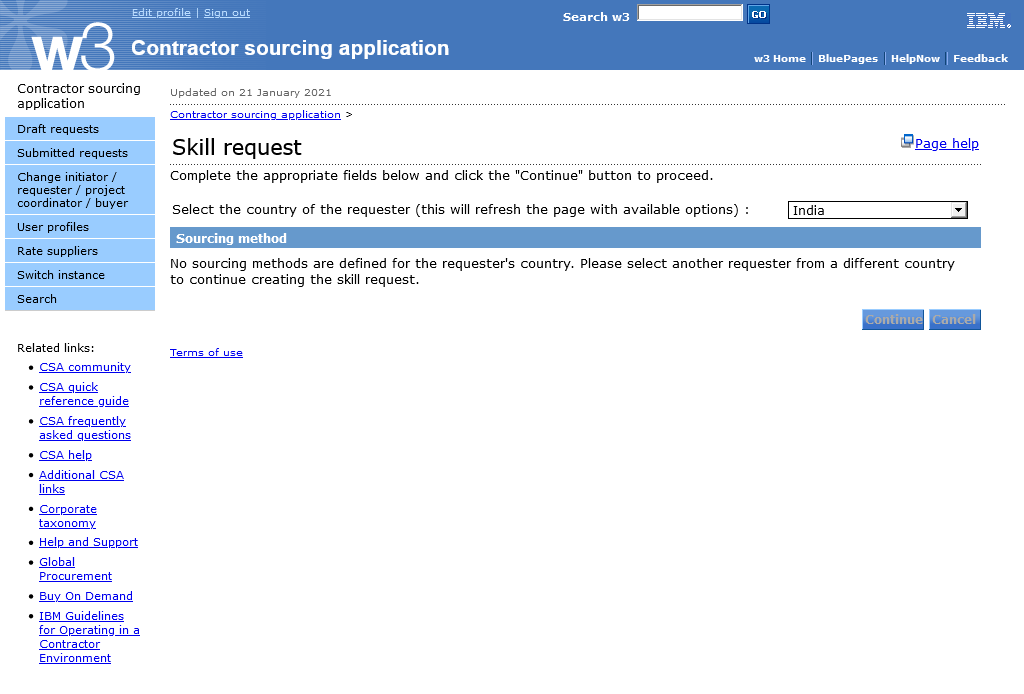 Edit profile | Sign out
Search w3
GO
IBM
w3
Contractor sourcing application
w3 Home | BluePages | HelpNow | Feedback
Contractor sourcing
application
Draft requests
Submitted requests
Change initiator /
requester / project
coordinator / buyer
User profiles
Rate suppliers
Switch instance
Search
Related links:
• CSA community
• CSA quick
reference guide
• CSA frequently
asked questions
• CSA help
• Additional CSA
links
• Corporate
taxonomy
• Help and Support
• Global
Procurement
• Buy On Demand
• IBM Guidelines
for Operating in a
Contractor
Environment
Updated on 21 January 2021
Contractor sourcing application >
Skill request
Page help
Complete the appropriate fields below and click the "Continue" button to proceed.
Select the country of the requester (this will refresh the page with available options) :
India
Sourcing method
No sourcing methods are defined for the requester's country. Please select another requester from a different country
to continue creating the skill request.
Continue Cancel
Terms of use